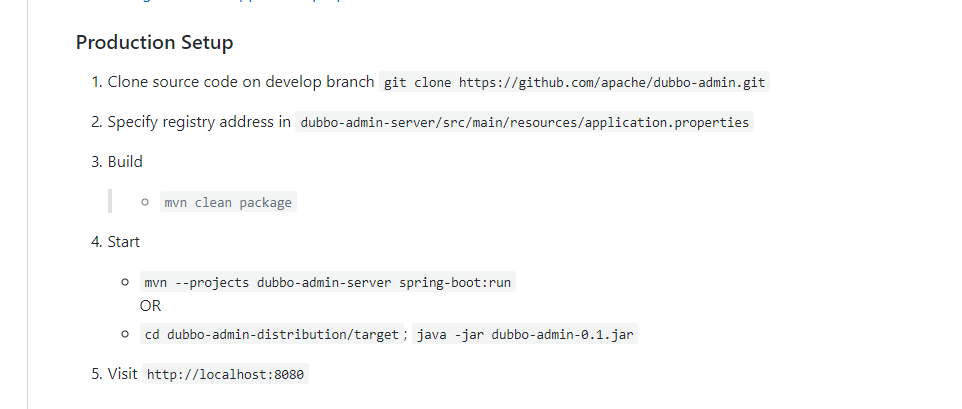 Production Setup
1. Clone source code on develop branch git clone https://github.com/apache/dubbo-admin.git
2. Specify registry address in dubbo-admin-server/src/main/resources/application.properties
3. Build
mvn clean package
4. Start
mvn --projects dubbo-admin-server spring-boot:run
OR
cd dubbo-admin-distribution/target; java -jar dubbo-admin-0.1.jar
5. Visit http://localhost:8080